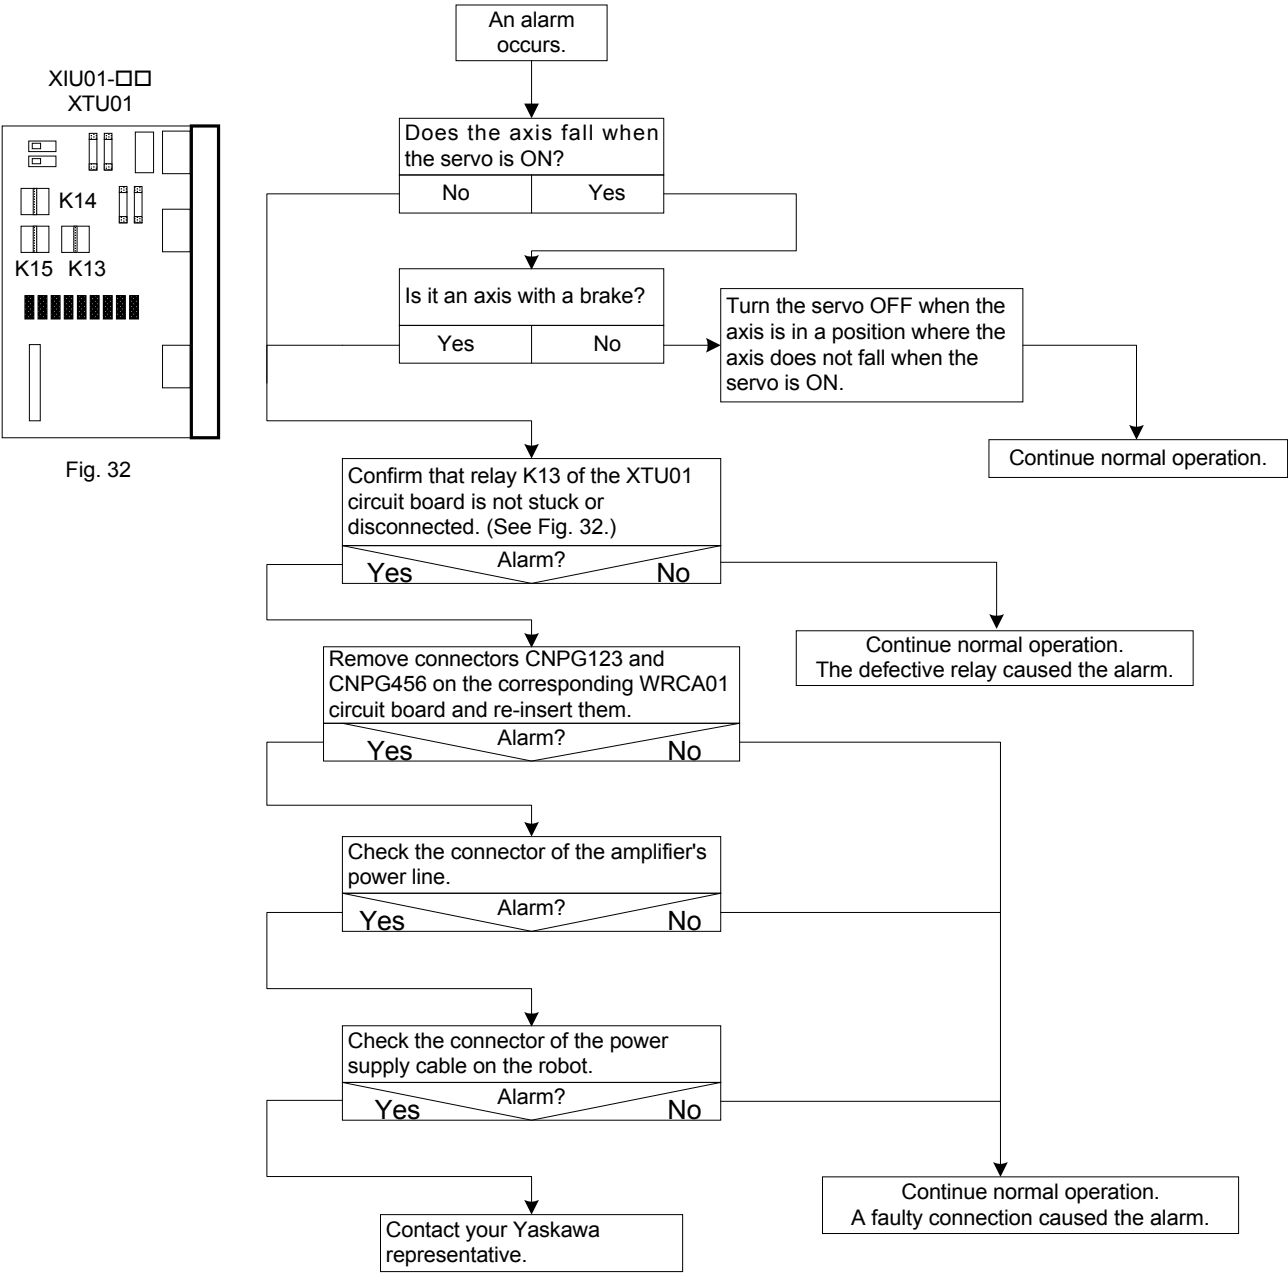 An alarm
occurs.
XIU01-□□
XTU01
K14
K15 K13
Fig. 32
Does the axis fall when
the servo is ON?
No Yes
Is it an axis with a brake?
Yes No
Turn the servo OFF when the
axis is in a position where the
axis does not fall when the
servo is ON.
Continue normal operation.
Confirm that relay K13 of the XTU01
circuit board is not stuck or
disconnected. (See Fig. 32.)
Alarm?
Yes No
Continue normal operation.
The defective relay caused the alarm.
Remove connectors CNPG123 and
CNPG456 on the corresponding WRCA01
circuit board and re-insert them.
Alarm?
Yes No
Check the connector of the amplifier's
power line.
Alarm?
Yes No
Check the connector of the power
supply cable on the robot.
Alarm?
Yes No
Continue normal operation.
A faulty connection caused the alarm.
Contact your Yaskawa
representative.